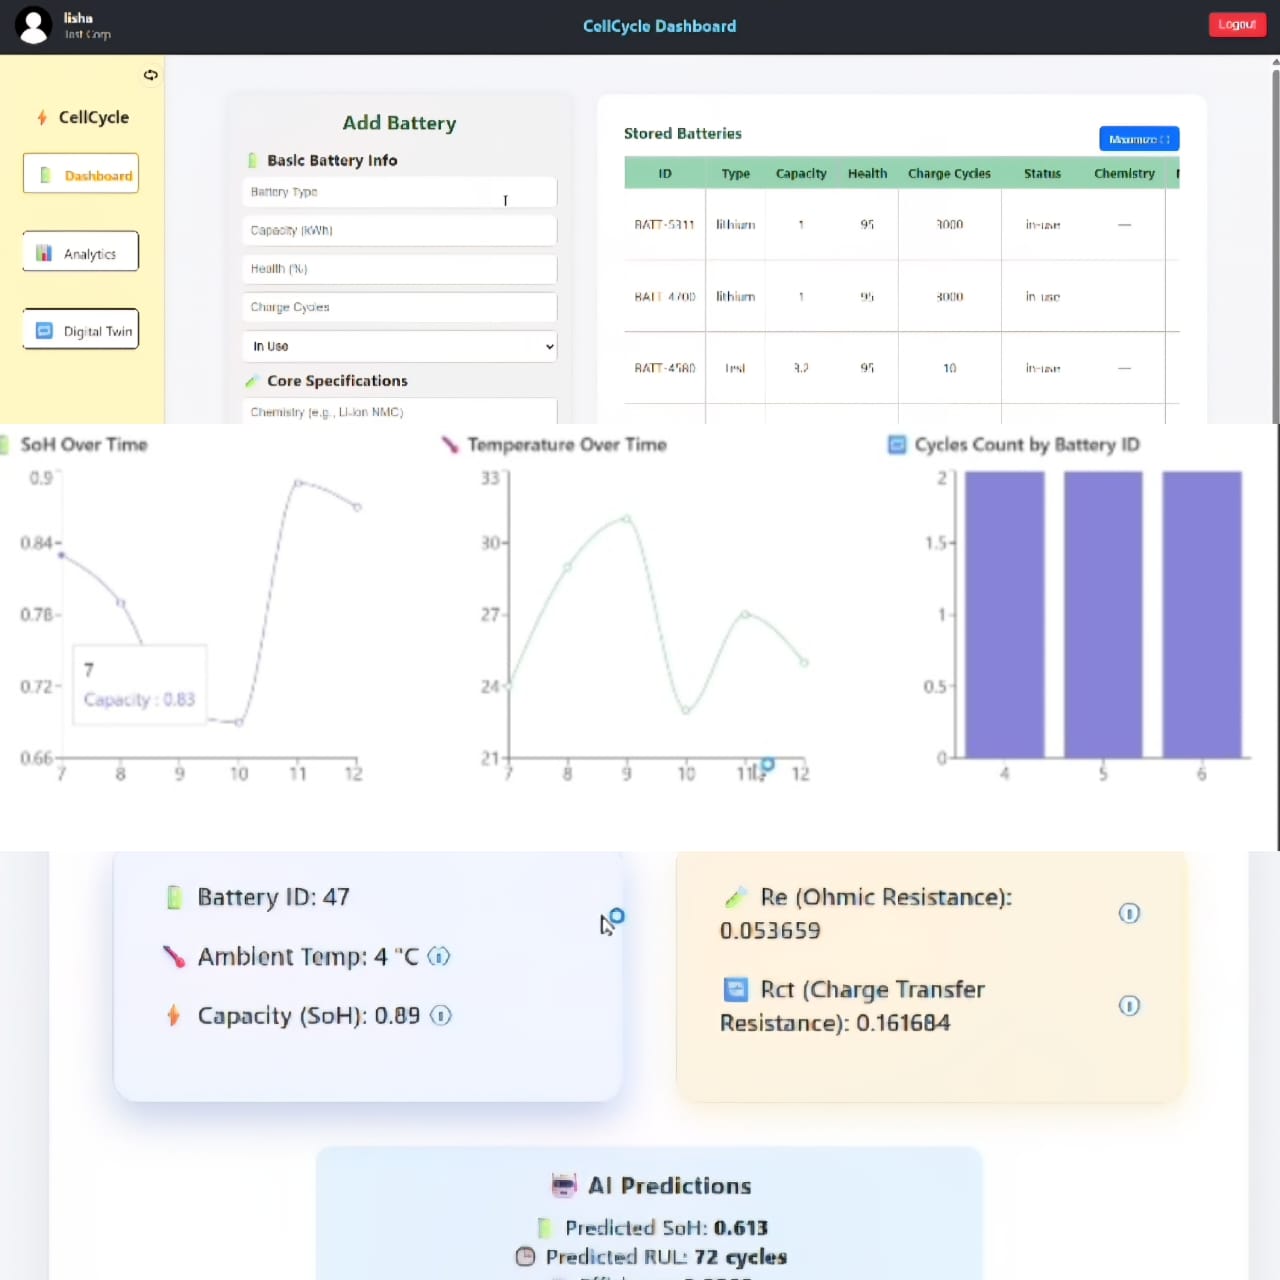 lisha
Test Corp
CellCycle Dashboard
Logout
CellCycle
Dashboard
Analytics
Digital Twin
Add Battery
Basic Battery Info
Battery Type
Capacity (kWh)
Health (%)
Charge Cycles
In Use
Core Specifications
Chemistry (e.g., Li-ion NMC)
Stored Batteries
Maximize
ID Type Capacity Health Charge Cycles Status Chemistry
BATT-5311 lithium 1 95 3000 in-use —
BATT-4700 lithium 1 95 3000 in-use
BATT-4580 Test 3.2 95 10 in-use —
SoH Over Time
0.9
0.84
0.78
0.72
0.66
7 8 9 10 11 12
7
Capacity : 0.83
Temperature Over Time
33
30
27
24
21
7 8 9 10 11 12
Cycles Count by Battery ID
2
1.5
1
0.5
0
4 5 6
Battery ID: 47
Ambient Temp: 4 °C
Capacity (SoH): 0.89
Re (Ohmic Resistance):
0.053659
Rct (Charge Transfer
Resistance): 0.161684
AI Predictions
Predicted SoH: 0.613
Predicted RUL: 72 cycles